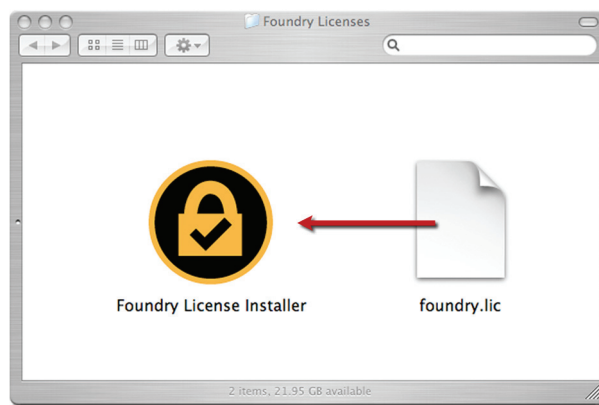 Foundry Licenses
Foundry License Installer
foundry.lic
2 items, 21.95 GB available